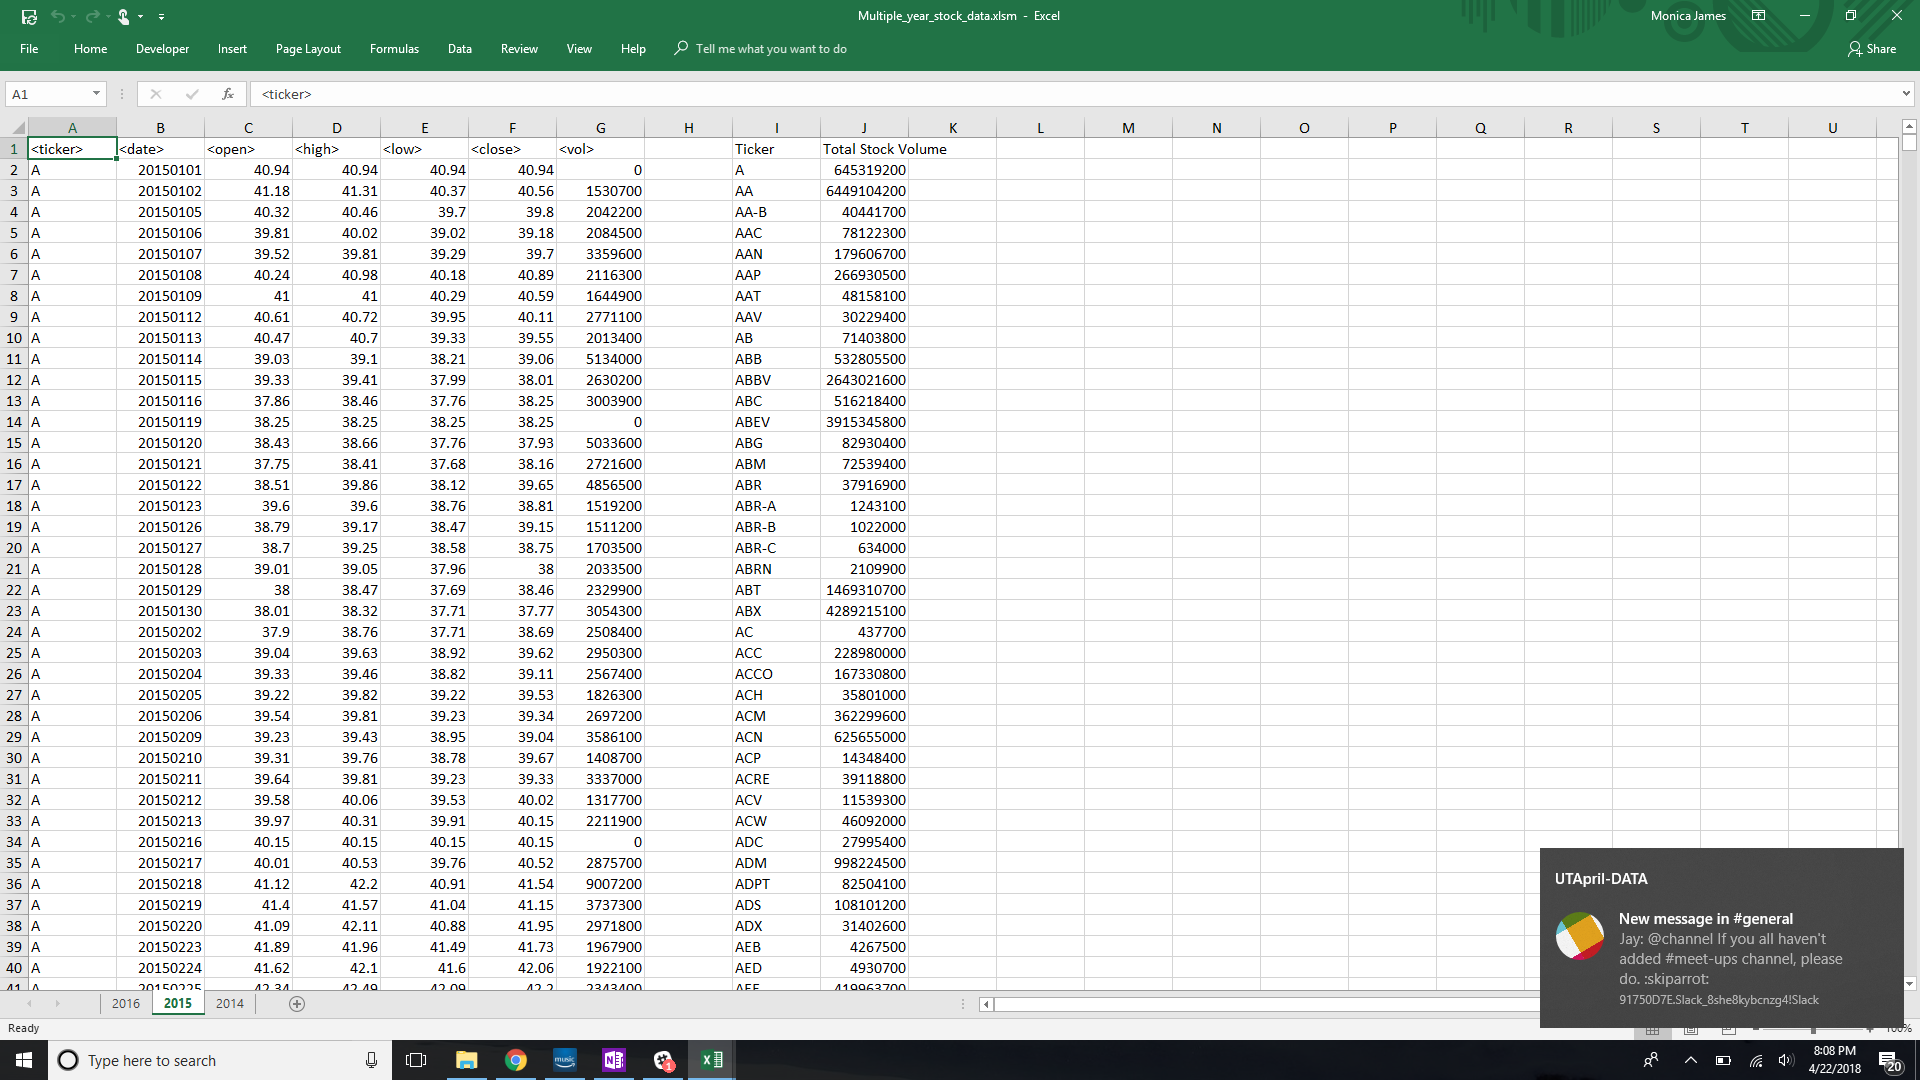 Multiple_year_stock_data.xlsm - Excel
Monica James
File Home Developer Insert Page Layout Formulas Data Review View Help Tell me what you want to do Share
A1 fx <ticker>
A B C D E F G H I J K L M N O P Q R S T U
1 <ticker> <date> <open> <high> <low> <close> <vol> Ticker Total Stock Volume
2 A 20150101 40.94 40.94 40.94 40.94 0 A 645319200
3 A 20150102 41.18 41.31 40.37 40.56 1530700 AA 6449104200
4 A 20150105 40.32 40.46 39.7 39.8 2042200 AA-B 40441700
5 A 20150106 39.81 40.02 39.02 39.18 2084500 AAC 78122300
6 A 20150107 39.52 39.81 39.29 39.7 3359600 AAN 179606700
7 A 20150108 40.24 40.98 40.18 40.89 2116300 AAP 266930500
8 A 20150109 41 41 40.29 40.59 1644900 AAT 48158100
9 A 20150112 40.61 40.72 39.95 40.11 2771100 AAV 30229400
10 A 20150113 40.47 40.7 39.33 39.55 2013400 AB 71403800
11 A 20150114 39.03 39.1 38.21 39.06 5134000 ABB 532805500
12 A 20150115 39.33 39.41 37.99 38.01 2630200 ABBV 2643021600
13 A 20150116 37.86 38.46 37.76 38.25 3003900 ABC 516218400
14 A 20150119 38.25 38.25 38.25 38.25 0 ABEV 3915345800
15 A 20150120 38.43 38.66 37.76 37.93 5033600 ABG 82930400
16 A 20150121 37.75 38.41 37.68 38.16 2721600 ABM 72539400
17 A 20150122 38.51 39.86 38.12 39.65 4856500 ABR 37916900
18 A 20150123 39.6 39.6 38.76 38.81 1519200 ABR-A 1243100
19 A 20150126 38.79 39.17 38.47 39.15 1511200 ABR-B 1022000
20 A 20150127 38.7 39.25 38.58 38.75 1703500 ABR-C 634000
21 A 20150128 39.01 39.05 37.96 38 2033500 ABRN 2109900
22 A 20150129 38 38.47 37.69 38.46 2329900 ABT 1469310700
23 A 20150130 38.01 38.32 37.71 37.77 3054300 ABX 4289215100
24 A 20150202 37.9 38.76 37.71 38.69 2508400 AC 437700
25 A 20150203 39.04 39.63 38.92 39.62 2950300 ACC 228980000
26 A 20150204 39.33 39.46 38.82 39.11 2567400 ACCO 167330800
27 A 20150205 39.22 39.82 39.22 39.53 1826300 ACH 35801000
28 A 20150206 39.54 39.81 39.23 39.34 2697200 ACM 362299600
29 A 20150209 39.23 39.43 38.95 39.04 3586100 ACN 625655000
30 A 20150210 39.31 39.76 38.78 39.67 1408700 ACP 14348400
31 A 20150211 39.64 39.81 39.23 39.33 3337000 ACRE 39118800
32 A 20150212 39.58 40.06 39.53 40.02 1317700 ACV 11539300
33 A 20150213 39.97 40.31 39.91 40.15 2211900 ACW 46092000
34 A 20150216 40.15 40.15 40.15 40.15 0 ADC 27995400
35 A 20150217 40.01 40.53 39.76 40.52 2875700 ADM 998224500
36 A 20150218 41.12 42.2 40.91 41.54 9007200 ADPT 82504100
37 A 20150219 41.4 41.57 41.04 41.15 3737300 ADS 108101200
38 A 20150220 41.09 42.11 40.88 41.95 2971800 ADX 31402600
39 A 20150223 41.89 41.96 41.49 41.73 1967900 AEB 4267500
40 A 20150224 41.62 42.1 41.6 42.06 1922100 AED 4930700
41 A 20150225 42.34 42.49 42.09 42.2 2343400 AEE 419963700
UTApril-DATA
New message in #general
Jay: @channel If you all haven't
added #meet-ups channel, please
do. :skiparrot:
91750D7E.Slack_8she8kybcnzg4!Slack
2016 2015 2014
Ready 100%
Type here to search
music
N
1
8:08 PM
4/22/2018
20